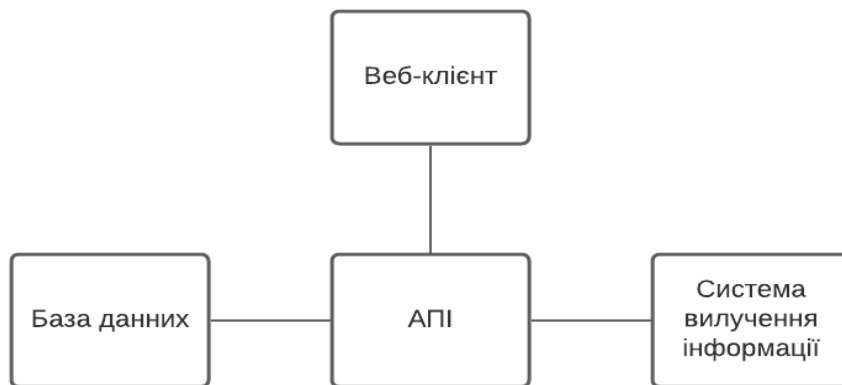 Веб-клієнт
База данних
АПІ
Система
вилучення
інформації